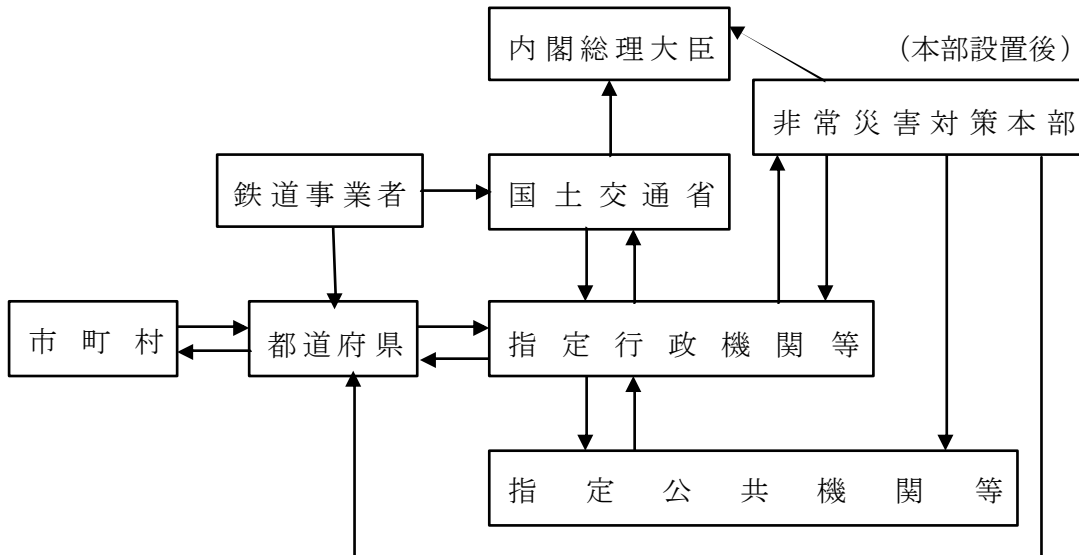 内閣総理大臣
(本部設置後)
非常災害対策本部
鉄道事業者
国土交通省
市町村
都道府県
指定行政機関等
指定公共機関等